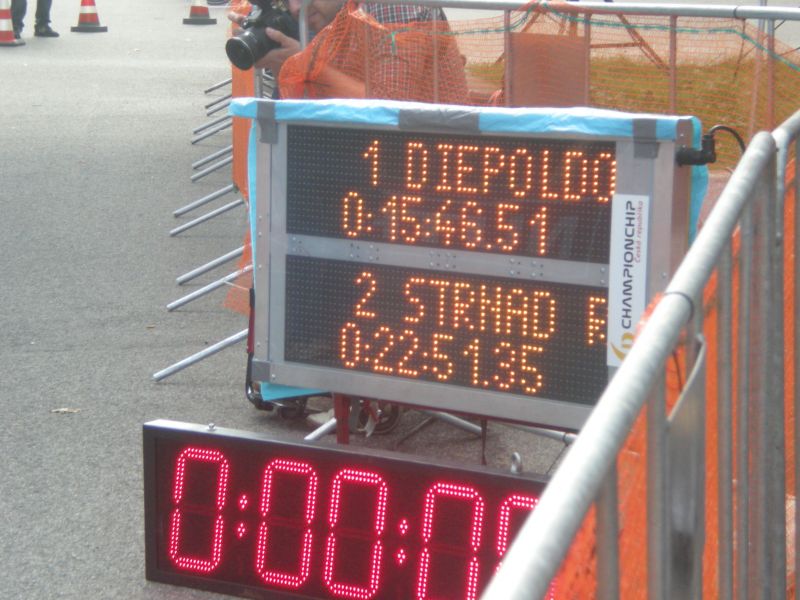 1 DIEPOLDO
0:15:46.51
2 STRNAD
0:22:51.35
CHAMPIONCHIP
Česká republika
0:00:00